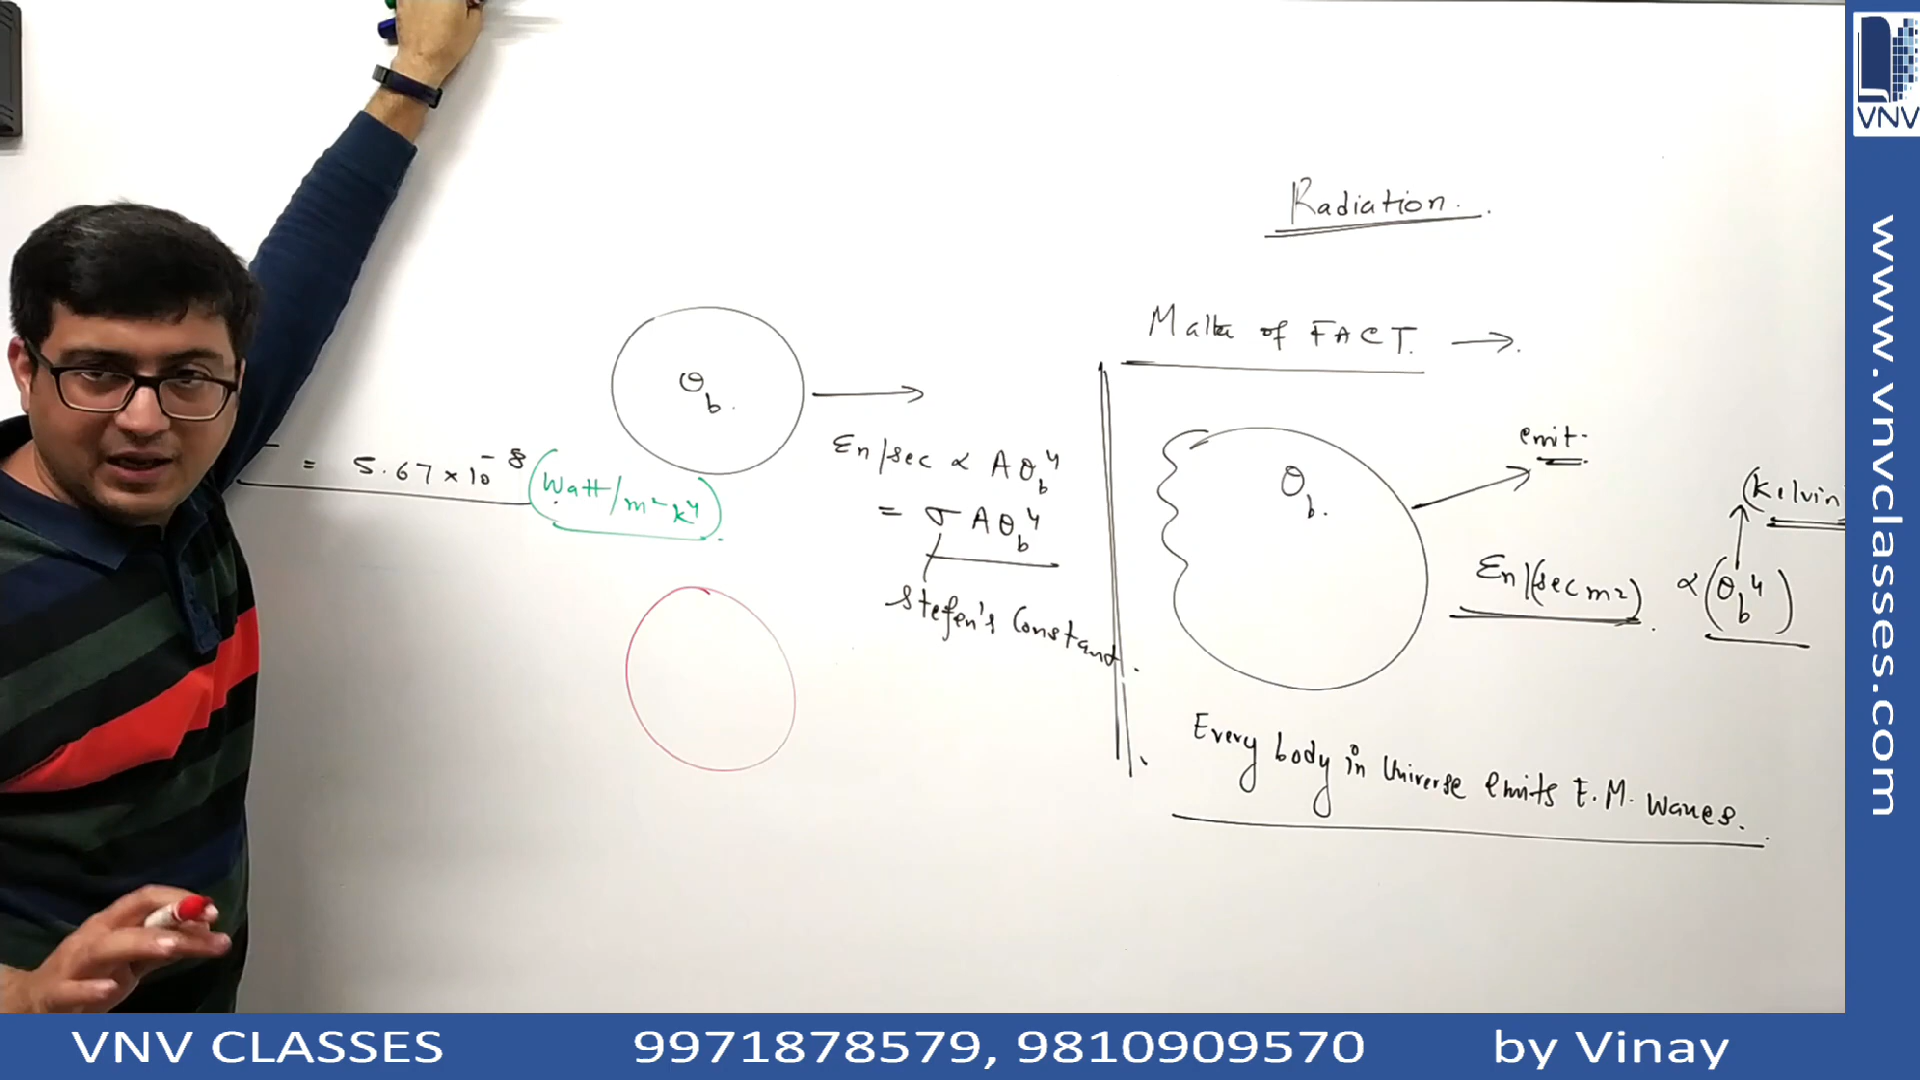 Radiation.
Matter of FACT. →
θb
emit.
(Kelvin
En/(sec m²) ∝ (θb⁴)
Every body in Universe emits E.M. Waves.
θb.
En/sec ∝ Aθb⁴
= σAθb⁴
Stefen's Constant.
= 5.67 × 10⁻⁸ (Watt/m²k⁴)
VNV
www.vnvclasses.com
VNV CLASSES 9971878579, 9810909570 by Vinay